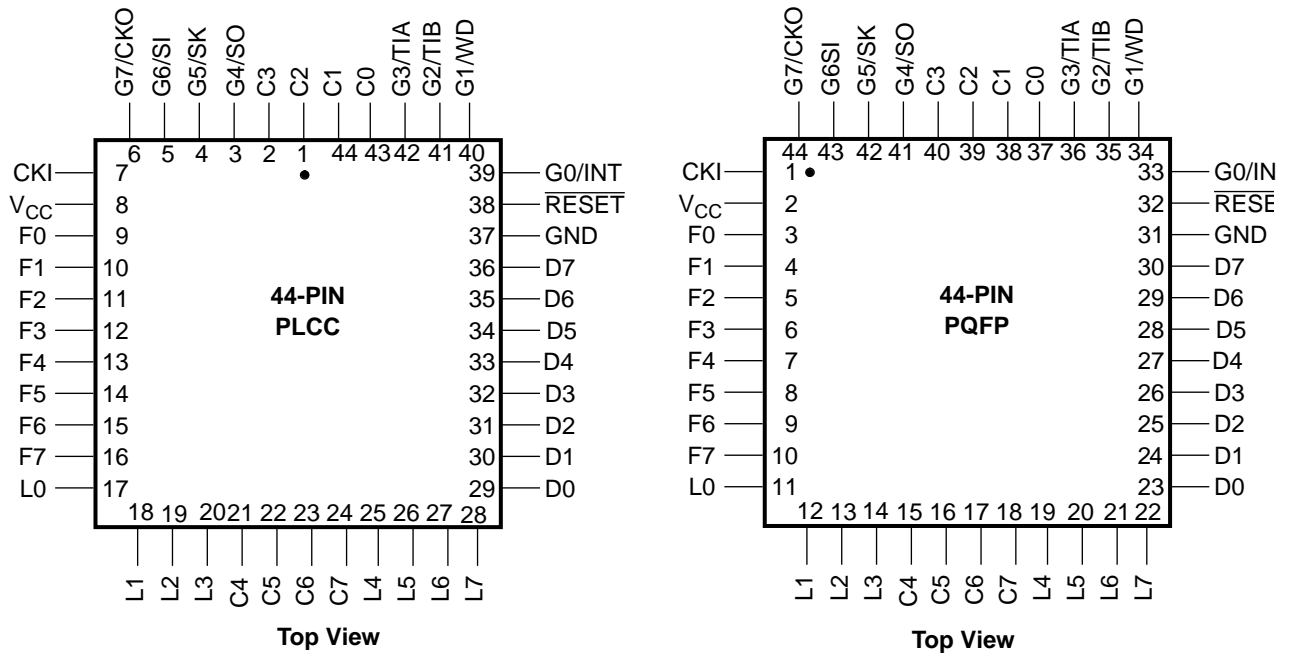 G7/CKO G6/SI G5/SK G4/SO C3 C2 C1 C0 G3/TIA G2/TIB G1/WD
6 5 4 3 2 1 44 43 42 41 40
CKI 7 39 G0/INT
VCC 8 38 RESET
F0 9 37 GND
F1 10 36 D7
F2 11 35 D6
F3 12 34 D5
F4 13 33 D4
F5 14 32 D3
F6 15 31 D2
F7 16 30 D1
L0 17 29 D0
44-PIN
PLCC
18 19 20 21 22 23 24 25 26 27 28
L1 L2 L3 C4 C5 C6 C7 L4 L5 L6 L7
Top View
G7/CKO G6SI G5/SK G4/SO C3 C2 C1 C0 G3/TIA G2/TIB G1/WD
44 43 42 41 40 39 38 37 36 35 34
CKI 1 33 G0/IN
VCC 2 32 RESE
F0 3 31 GND
F1 4 30 D7
F2 5 29 D6
F3 6 28 D5
F4 7 27 D4
F5 8 26 D3
F6 9 25 D2
F7 10 24 D1
L0 11 23 D0
44-PIN
PQFP
12 13 14 15 16 17 18 19 20 21 22
L1 L2 L3 C4 C5 C6 C7 L4 L5 L6 L7
Top View